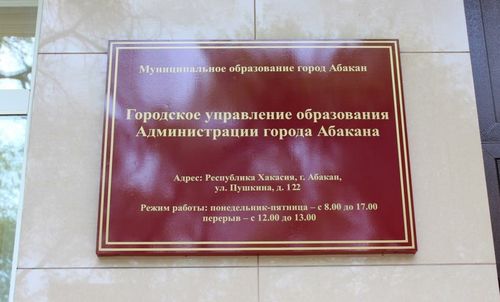 Муниципальное образование город Абакан
Городское управление образования
Администрации города Абакана
Адрес: Республика Хакасия, г. Абакан,
ул. Пушкина, д. 122
Режим работы: понедельник-пятница – с 8.00 до 17.00
перерыв – с 12.00 до 13.00